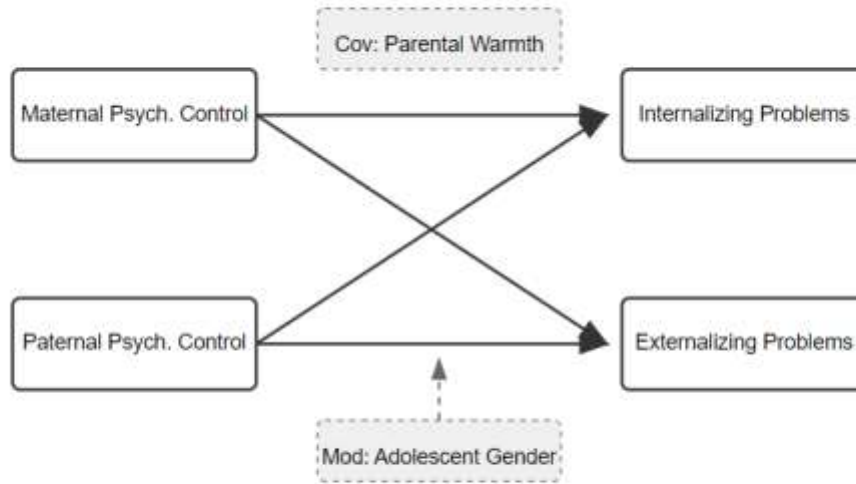 Cov: Parental Warmth
Maternal Psych. Control
Internalizing Problems
Paternal Psych. Control
Externalizing Problems
Mod: Adolescent Gender